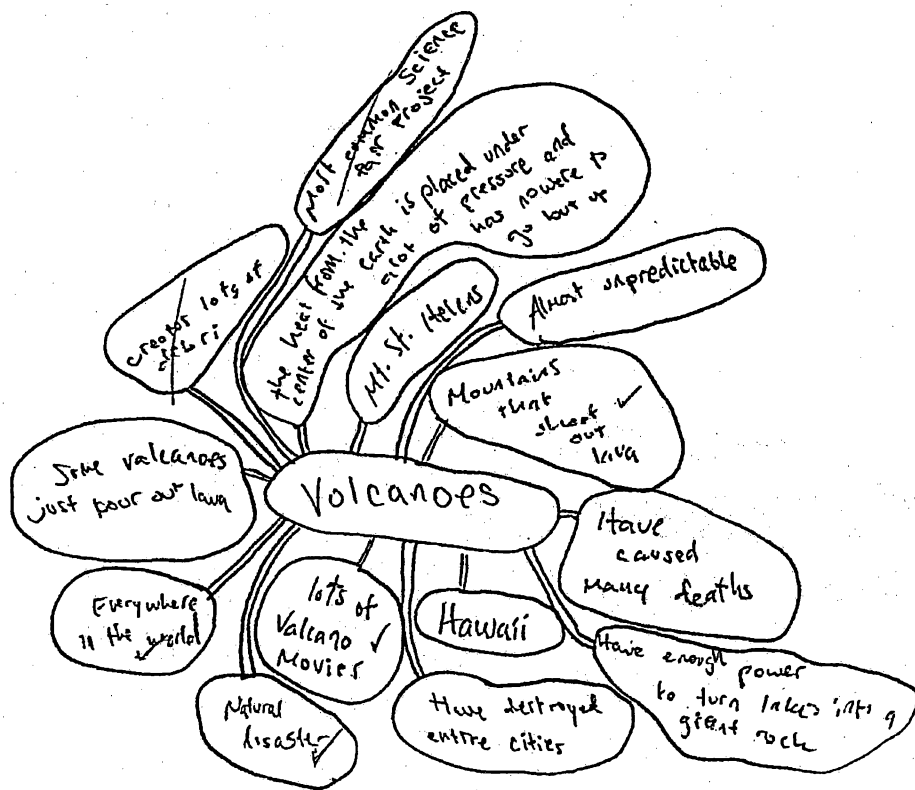 Most common Science
fair Project
the heat from the
center of the earth is placed under
alot of pressure and
has nowere to
go but up
creates lots of
Mt. St. Helens
Almost unpredictable
Mountains
that
shoot
out
lava
Some valcanoes
just pour out lava
Volcanoes
Have
caused
many deaths
Everywhere
in the world
lots of
Valcano
Movies
Hawaii
Have enough power
to turn lakes into a
giant rock
Natural
disaster
Have destroyed
entire cities